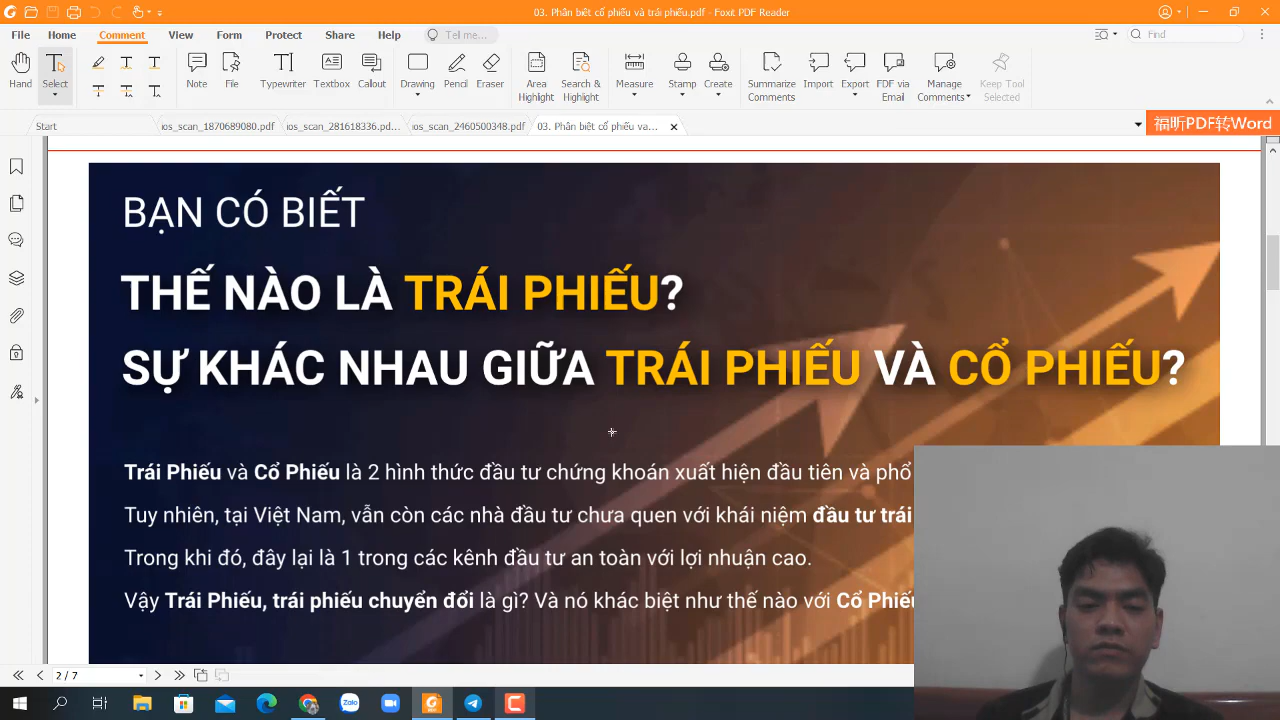 03. Phân biệt cổ phiếu và trái phiếu.pdf - Foxit PDF Reader
File Home Comment View Form Protect Share Help Tell me... Find
Hand Select Note File Typewriter Textbox Callout Drawing Pencil Eraser Area Highlight Search & Highlight Measure Stamp Create Summarize Comments Import Export PDF via Email Manage Comments Keep Tool Selected
Start ios_scan_1870689080.pdf ios_scan_281618336.pd... ios_scan_2460500348.pdf 03. Phân biệt cổ phiếu va... 福昕PDF转Word
BẠN CÓ BIẾT
THẾ NÀO LÀ TRÁI PHIẾU?
SỰ KHÁC NHAU GIỮA TRÁI PHIẾU VÀ CỔ PHIẾU?
Trái Phiếu và Cổ Phiếu là 2 hình thức đầu tư chứng khoán xuất hiện đầu tiên và phổ
Tuy nhiên, tại Việt Nam, vẫn còn các nhà đầu tư chưa quen với khái niệm đầu tư trái
Trong khi đó, đây lại là 1 trong các kênh đầu tư an toàn với lợi nhuận cao.
Vậy Trái Phiếu, trái phiếu chuyển đổi là gì? Và nó khác biệt như thế nào với Cổ Phiếu
2 / 7
Zalo